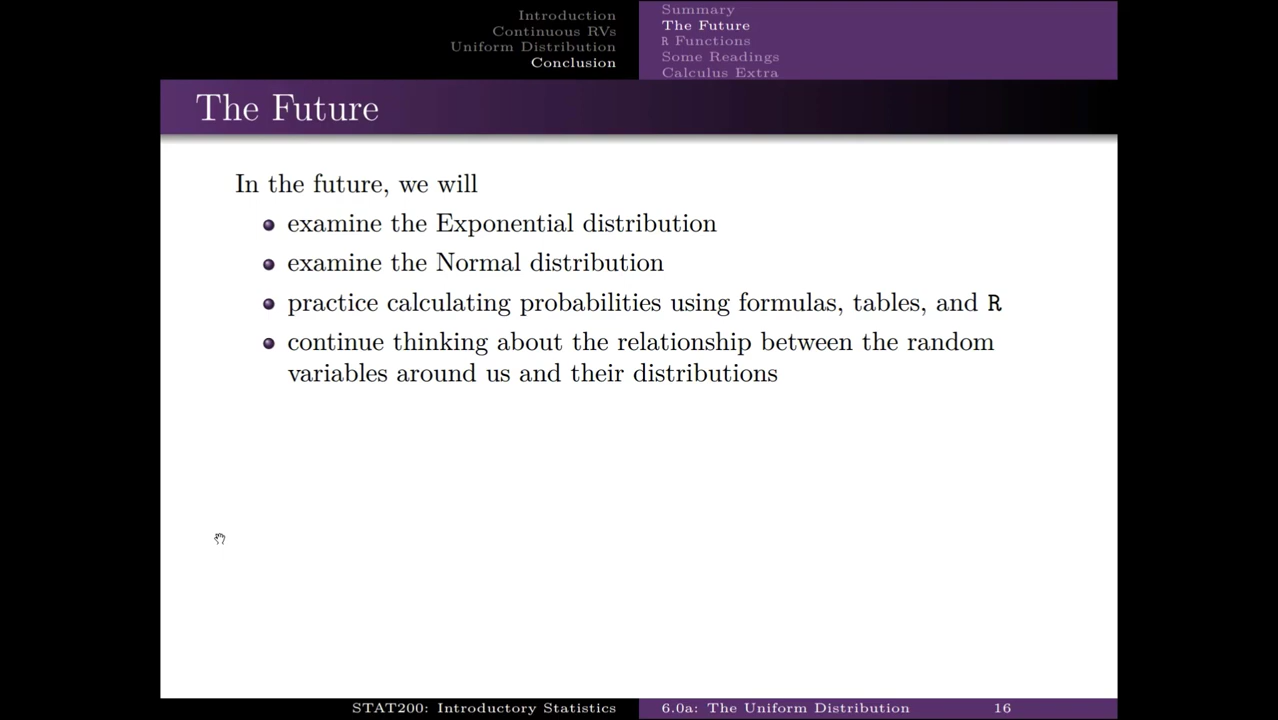 Introduction
Continuous RVs
Uniform Distribution
Conclusion
Summary
The Future
R Functions
Some Readings
Calculus Extra
The Future
In the future, we will
examine the Exponential distribution
examine the Normal distribution
practice calculating probabilities using formulas, tables, and R
continue thinking about the relationship between the random
variables around us and their distributions
STAT200: Introductory Statistics
6.0a: The Uniform Distribution
16